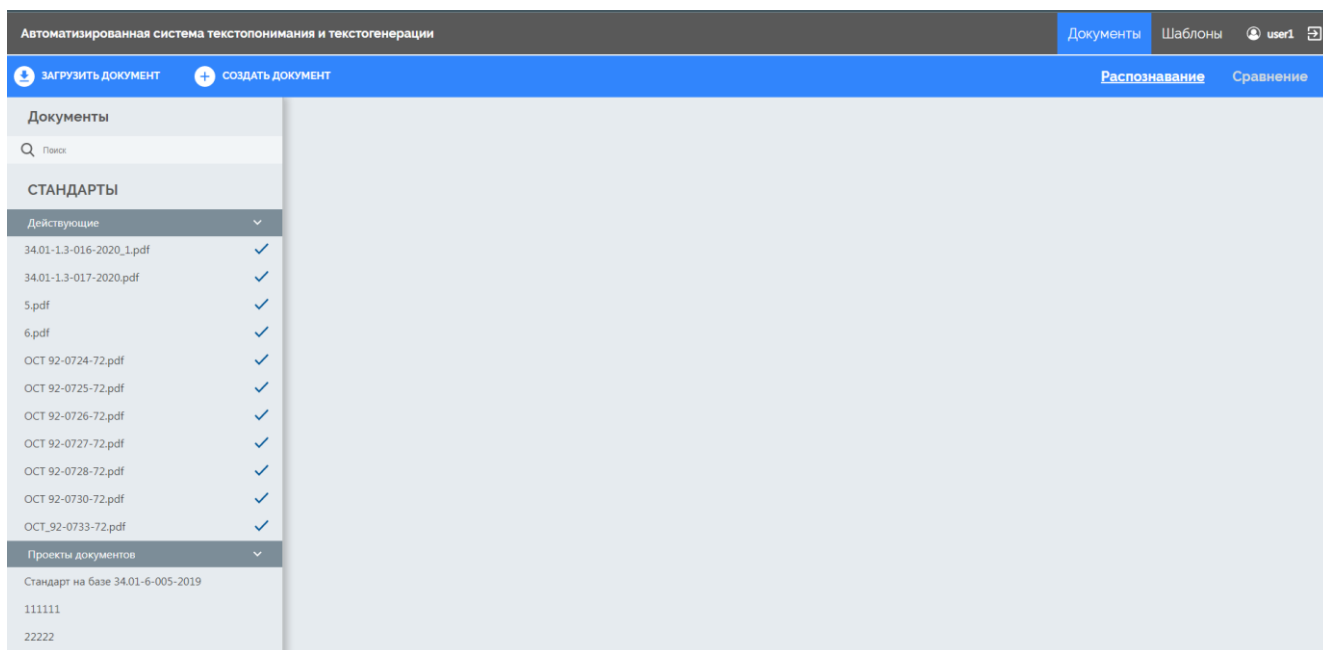 Автоматизированная система текстопонимания и текстогенерации Документы Шаблоны user1
ЗАГРУЗИТЬ ДОКУМЕНТ СОЗДАТЬ ДОКУМЕНТ Распознавание Сравнение
Документы
Поиск
СТАНДАРТЫ
Действующие
34.01-1.3-016-2020_1.pdf
34.01-1.3-017-2020.pdf
5.pdf
6.pdf
ОСТ 92-0724-72.pdf
ОСТ 92-0725-72.pdf
ОСТ 92-0726-72.pdf
ОСТ 92-0727-72.pdf
ОСТ 92-0728-72.pdf
ОСТ 92-0730-72.pdf
ОСТ_92-0733-72.pdf
Проекты документов
Стандарт на базе 34.01-6-005-2019
111111
22222